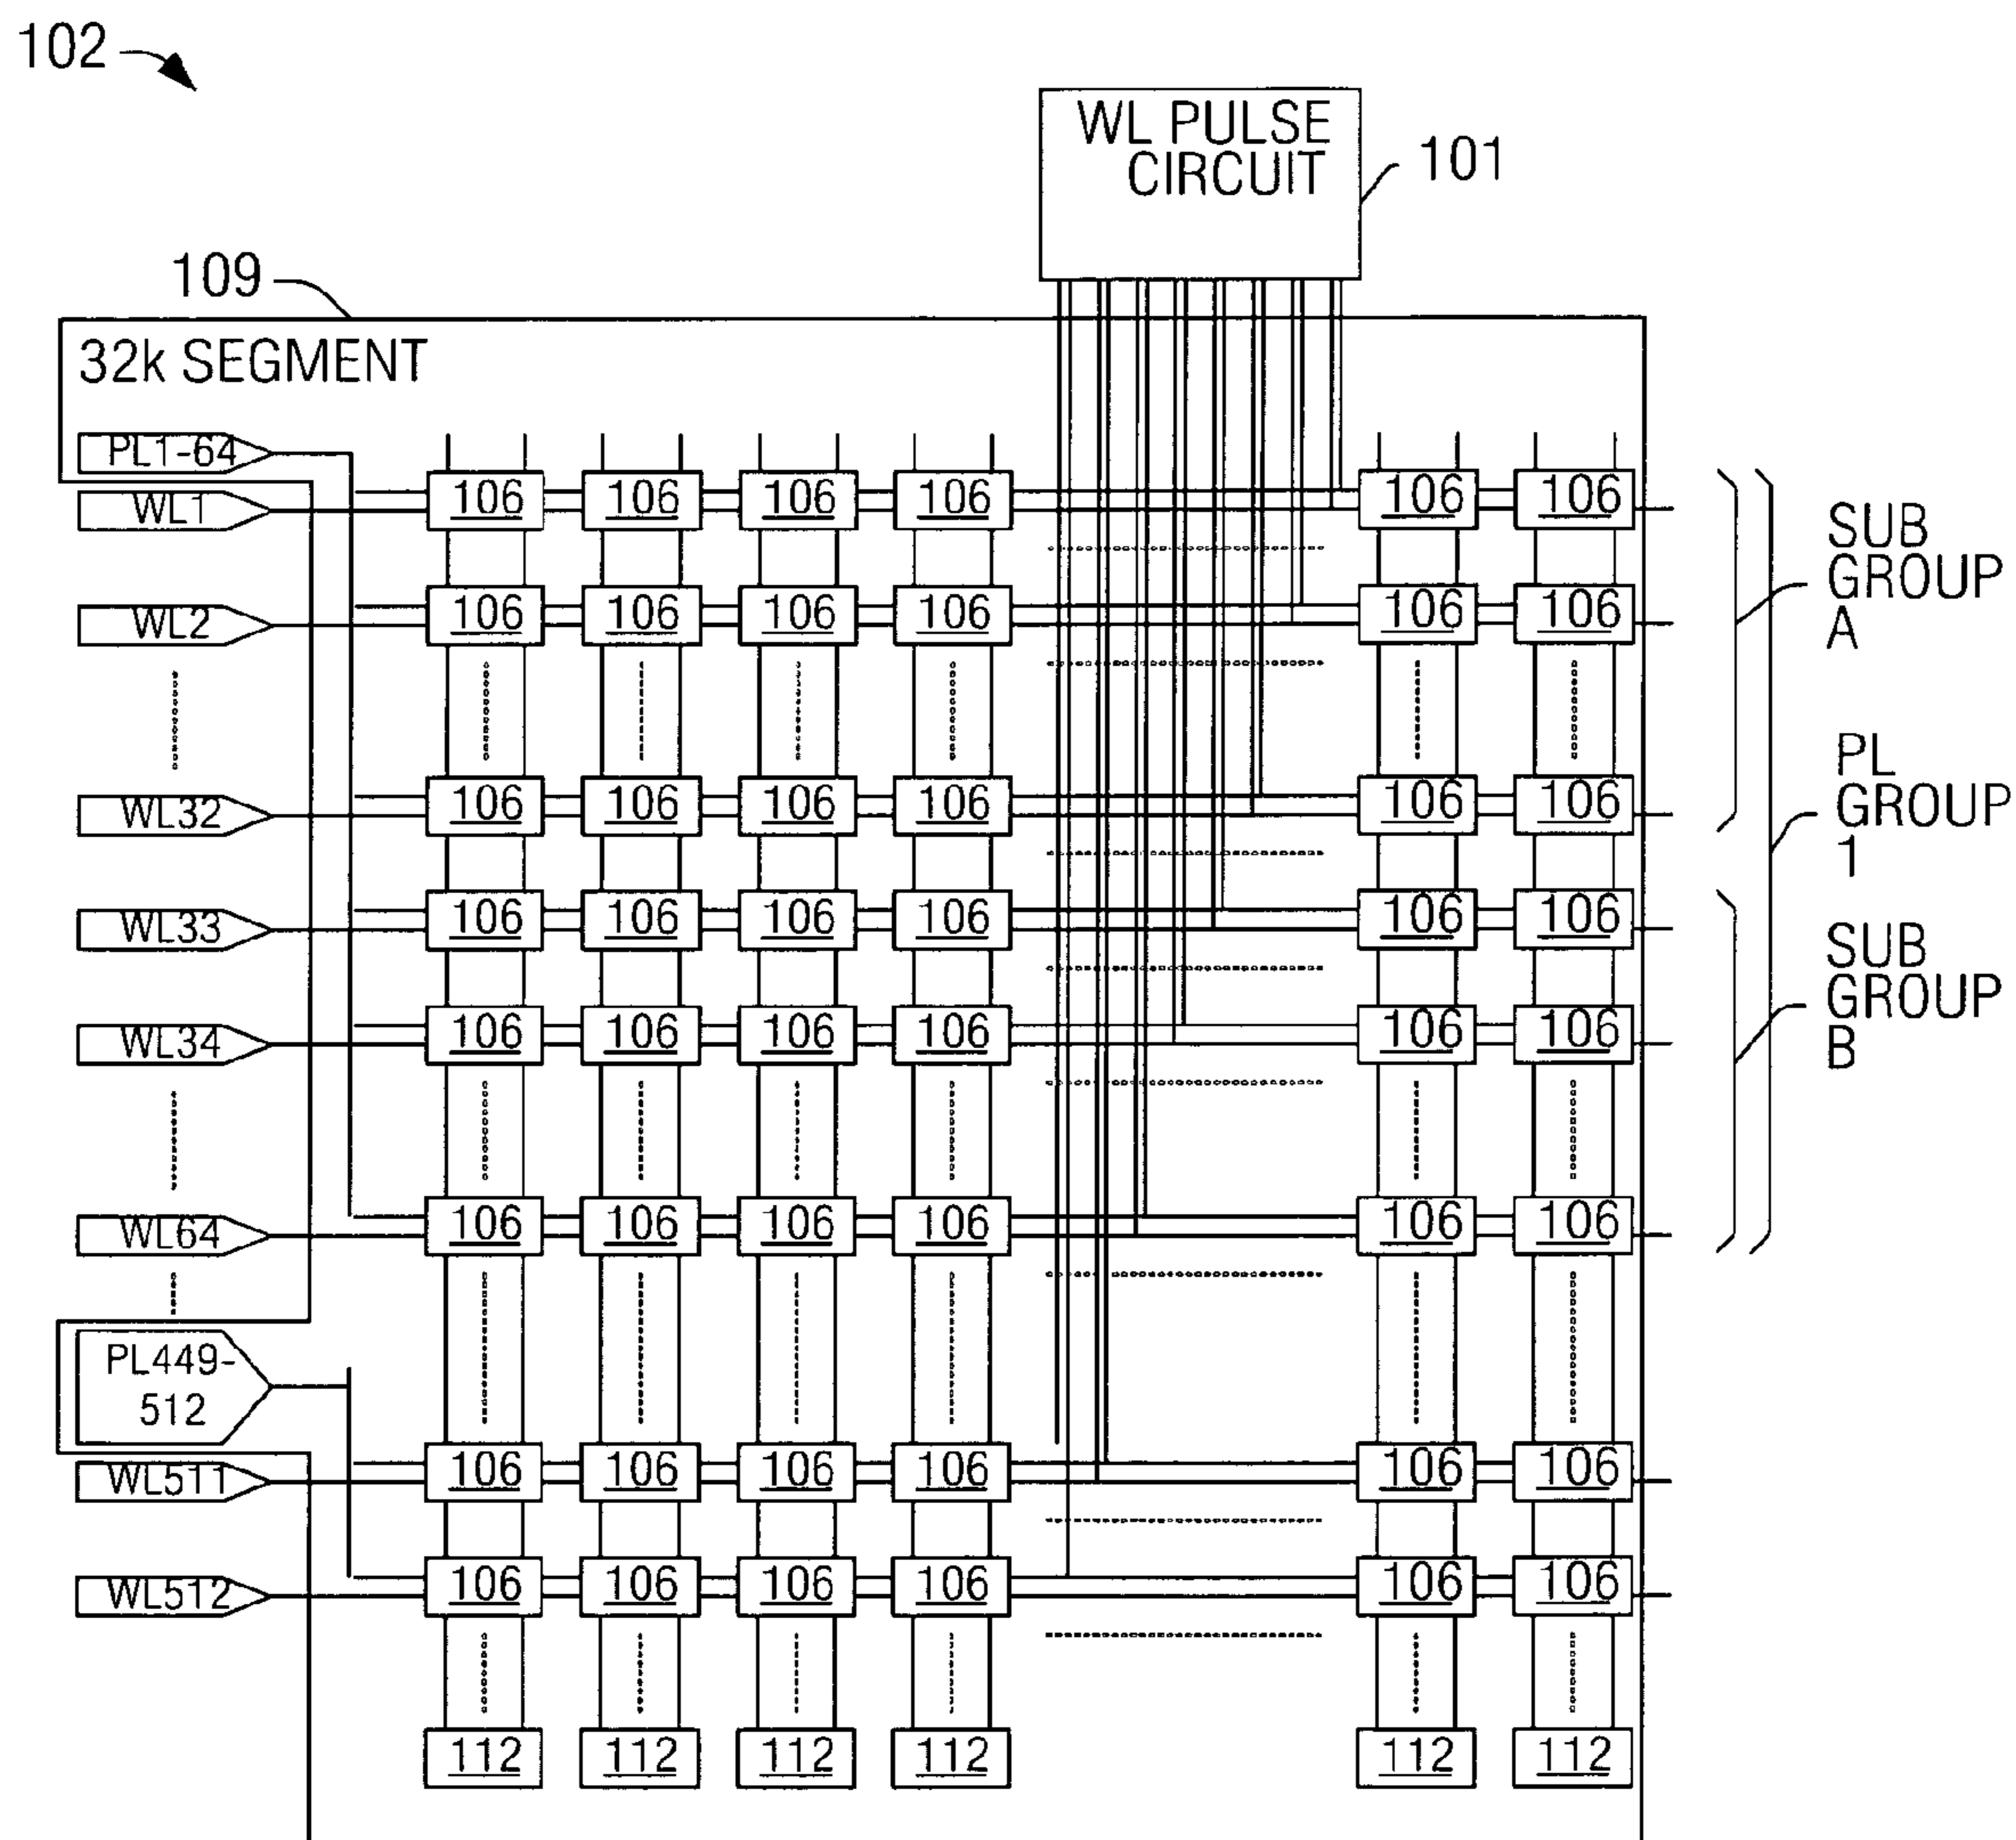 102
WL PULSE
CIRCUIT
101
109
32k SEGMENT
PL1-64
WL1
106 106 106 106 106 106
SUB
GROUP
A
WL2
106 106 106 106 106 106
PL
GROUP
1
WL32
106 106 106 106 106 106
WL33
106 106 106 106 106 106
SUB
GROUP
B
WL34
106 106 106 106 106 106
WL64
106 106 106 106 106 106
PL449-
512
WL511
106 106 106 106 106 106
WL512
106 106 106 106 106 106
112 112 112 112 112 112